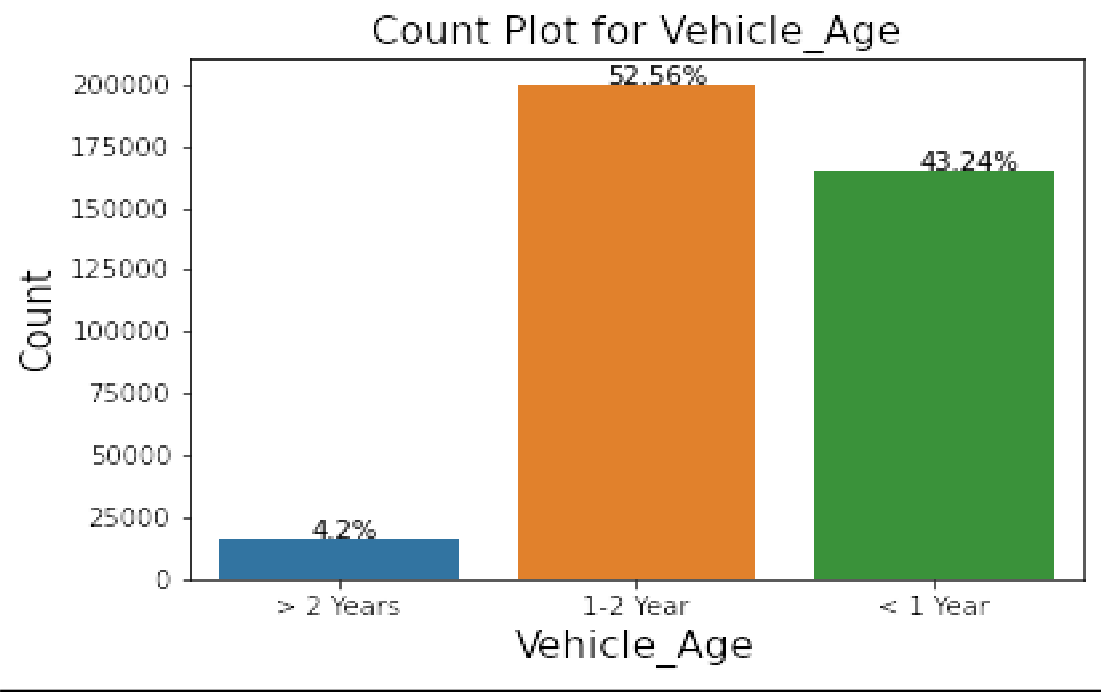 Count Plot for Vehicle_Age
52.56%
200000
175000
43.24%
150000
125000
Count
100000
75000
50000
25000
4.2%
0
> 2 Years
1-2 Year
< 1 Year
Vehicle_Age